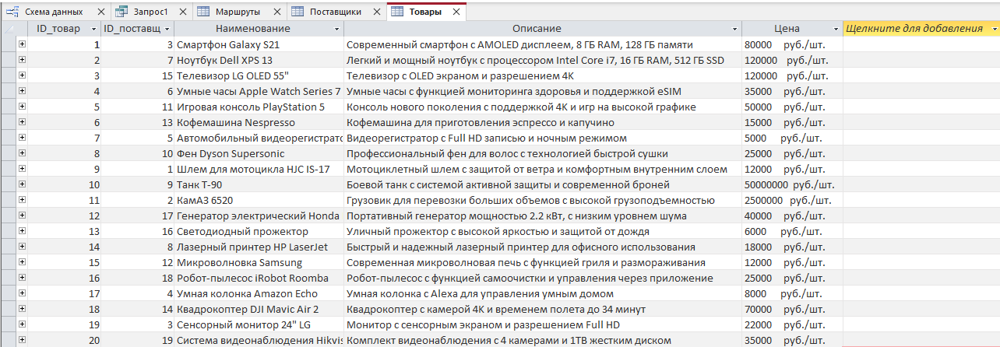 Схема данных Запрос1 Маршруты Поставщики Товары
ID_товар ID_поставщ Наименование Описание Цена Щелкните для добавления
1 3 Смартфон Galaxy S21 Современный смартфон с AMOLED дисплеем, 8 ГБ RAM, 128 ГБ памяти 80000 руб./шт.
2 7 Ноутбук Dell XPS 13 Легкий и мощный ноутбук с процессором Intel Core i7, 16 ГБ RAM, 512 ГБ SSD 120000 руб./шт.
3 15 Телевизор LG OLED 55" Телевизор с OLED экраном и разрешением 4K 120000 руб./шт.
4 6 Умные часы Apple Watch Series 7 Умные часы с функцией мониторинга здоровья и поддержкой eSIM 35000 руб./шт.
5 11 Игровая консоль PlayStation 5 Консоль нового поколения с поддержкой 4K и игр на высокой графике 50000 руб./шт.
6 13 Кофемашина Nespresso Кофемашина для приготовления эспрессо и капучино 15000 руб./шт.
7 5 Автомобильный видеорегистратс Видеорегистратор с Full HD записью и ночным режимом 5000 руб./шт.
8 10 Фен Dyson Supersonic Профессиональный фен для волос с технологией быстрой сушки 25000 руб./шт.
9 1 Шлем для мотоцикла HJC IS-17 Мотоциклетный шлем с защитой от ветра и комфортным внутренним слоем 12000 руб./шт.
10 9 Танк Т-90 Боевой танк с системой активной защиты и современной броней 50000000 руб./шт.
11 2 КамАЗ 6520 Грузовик для перевозки больших объемов с высокой грузоподъемностью 2500000 руб./шт.
12 17 Генератор электрический Honda Портативный генератор мощностью 2.2 кВт, с низким уровнем шума 40000 руб./шт.
13 16 Светодиодный прожектор Уличный прожектор с высокой яркостью и защитой от дождя 6000 руб./шт.
14 8 Лазерный принтер HP LaserJet Быстрый и надежный лазерный принтер для офисного использования 18000 руб./шт.
15 12 Микроволновка Samsung Современная микроволновая печь с функцией гриля и размораживания 12000 руб./шт.
16 18 Робот-пылесос iRobot Roomba Робот-пылесос с функцией самоочистки и управления через приложение 25000 руб./шт.
17 4 Умная колонка Amazon Echo Умная колонка с Alexa для управления умным домом 8000 руб./шт.
18 14 Квадрокоптер DJI Mavic Air 2 Квадрокоптер с камерой 4K и временем полета до 34 минут 70000 руб./шт.
19 3 Сенсорный монитор 24" LG Монитор с сенсорным экраном и разрешением Full HD 22000 руб./шт.
20 19 Система видеонаблюдения Hikvis Комплект видеонаблюдения с 4 камерами и 1TB жестким диском 35000 руб./шт.